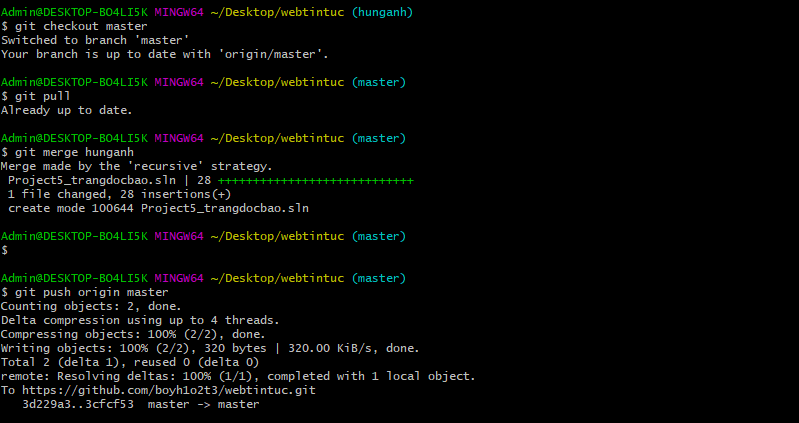 Admin@DESKTOP-BO4LI5K MINGW64 ~/Desktop/webtintuc (hunganh)
$ git checkout master
Switched to branch 'master'
Your branch is up to date with 'origin/master'.
Admin@DESKTOP-BO4LI5K MINGW64 ~/Desktop/webtintuc (master)
$ git pull
Already up to date.
Admin@DESKTOP-BO4LI5K MINGW64 ~/Desktop/webtintuc (master)
$ git merge hunganh
Merge made by the 'recursive' strategy.
 Project5_trangdocbao.sln | 28 ++++++++++++++++++++++++++++
 1 file changed, 28 insertions(+)
 create mode 100644 Project5_trangdocbao.sln
Admin@DESKTOP-BO4LI5K MINGW64 ~/Desktop/webtintuc (master)
$
Admin@DESKTOP-BO4LI5K MINGW64 ~/Desktop/webtintuc (master)
$ git push origin master
Counting objects: 2, done.
Delta compression using up to 4 threads.
Compressing objects: 100% (2/2), done.
Writing objects: 100% (2/2), 320 bytes | 320.00 KiB/s, done.
Total 2 (delta 1), reused 0 (delta 0)
remote: Resolving deltas: 100% (1/1), completed with 1 local object.
To https://github.com/boyh1o2t3/webtintuc.git
   3d229a3..3cfcf53  master -> master